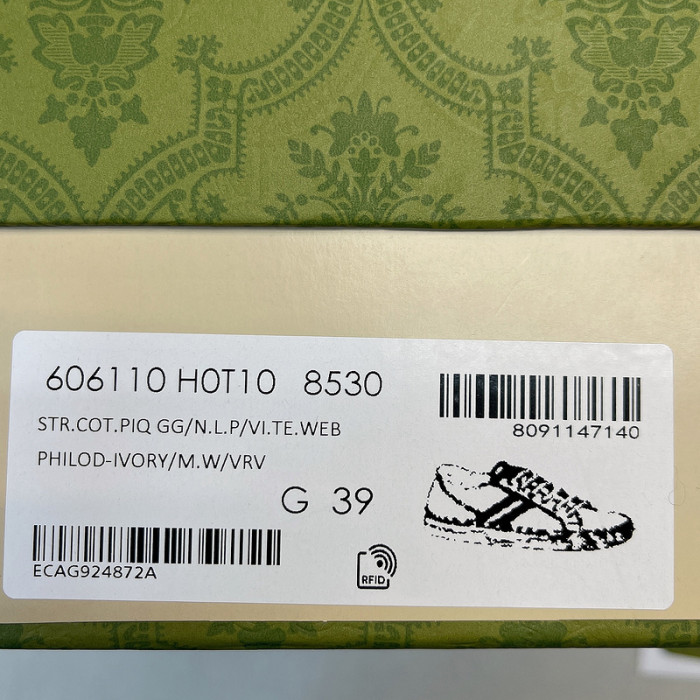 606110 H0T10 8530
8091147140
STR.COT.PIQ GG/N.L.P/VI.TE.WEB
PHILOD-IVORY/M.W/VRV
G 39
ECAG924872A
RFID